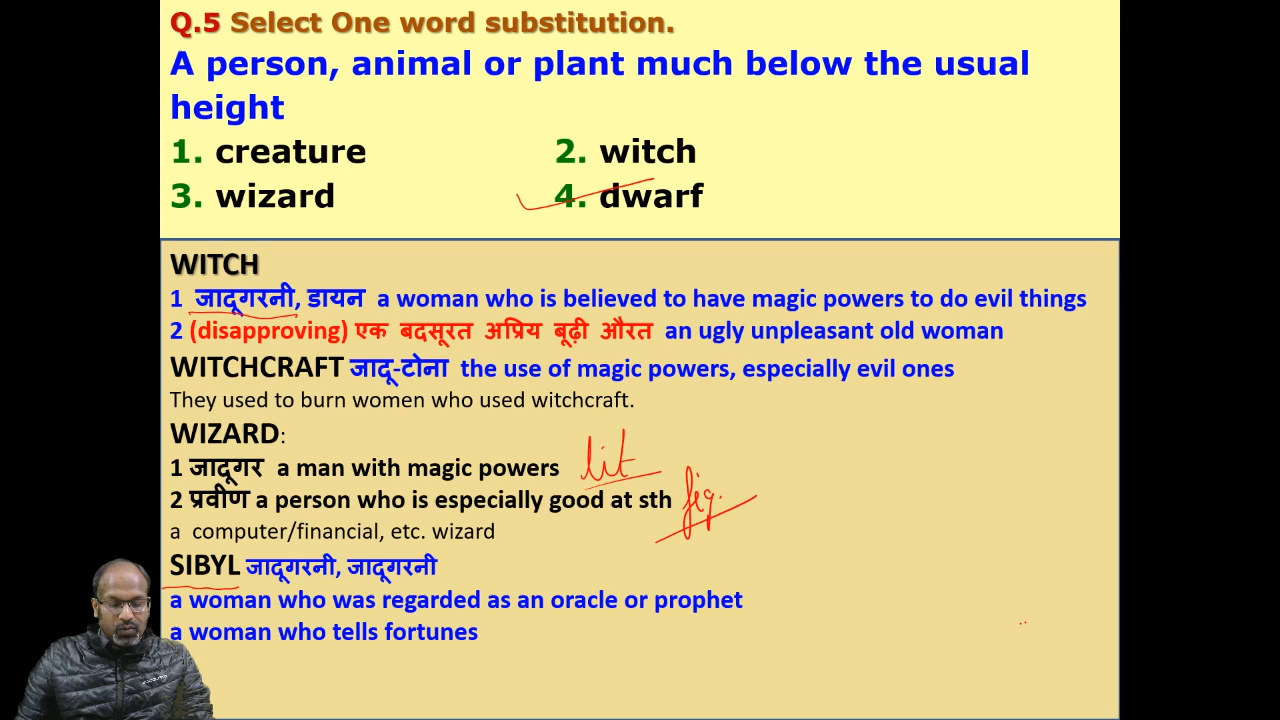 Q.5 Select One word substitution.
A person, animal or plant much below the usual
height
1. creature 2. witch
3. wizard 4. dwarf
WITCH
1 जादूगरनी, डायन a woman who is believed to have magic powers to do evil things
2 (disapproving) एक बदसूरत अप्रिय बूढ़ी औरत an ugly unpleasant old woman
WITCHCRAFT जादू-टोना the use of magic powers, especially evil ones
They used to burn women who used witchcraft.
WIZARD:
1 जादूगर a man with magic powers lit
2 प्रवीण a person who is especially good at sth fig.
a computer/financial, etc. wizard
SIBYL जादूगरनी, जादूगरनी
a woman who was regarded as an oracle or prophet
a woman who tells fortunes